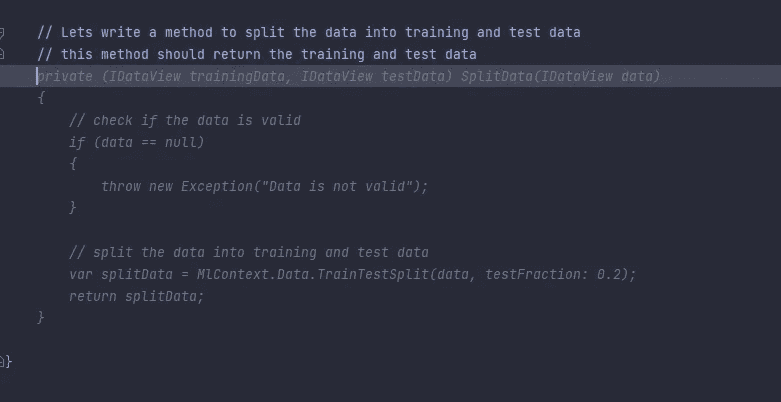 // Lets write a method to split the data into training and test data
// this method should return the training and test data
private (IDataView trainingData, IDataView testData) SplitData(IDataView data)
{
// check if the data is valid
if (data == null)
{
throw new Exception("Data is not valid");
}
// split the data into training and test data
var splitData = MlContext.Data.TrainTestSplit(data, testFraction: 0.2);
return splitData;
}
}